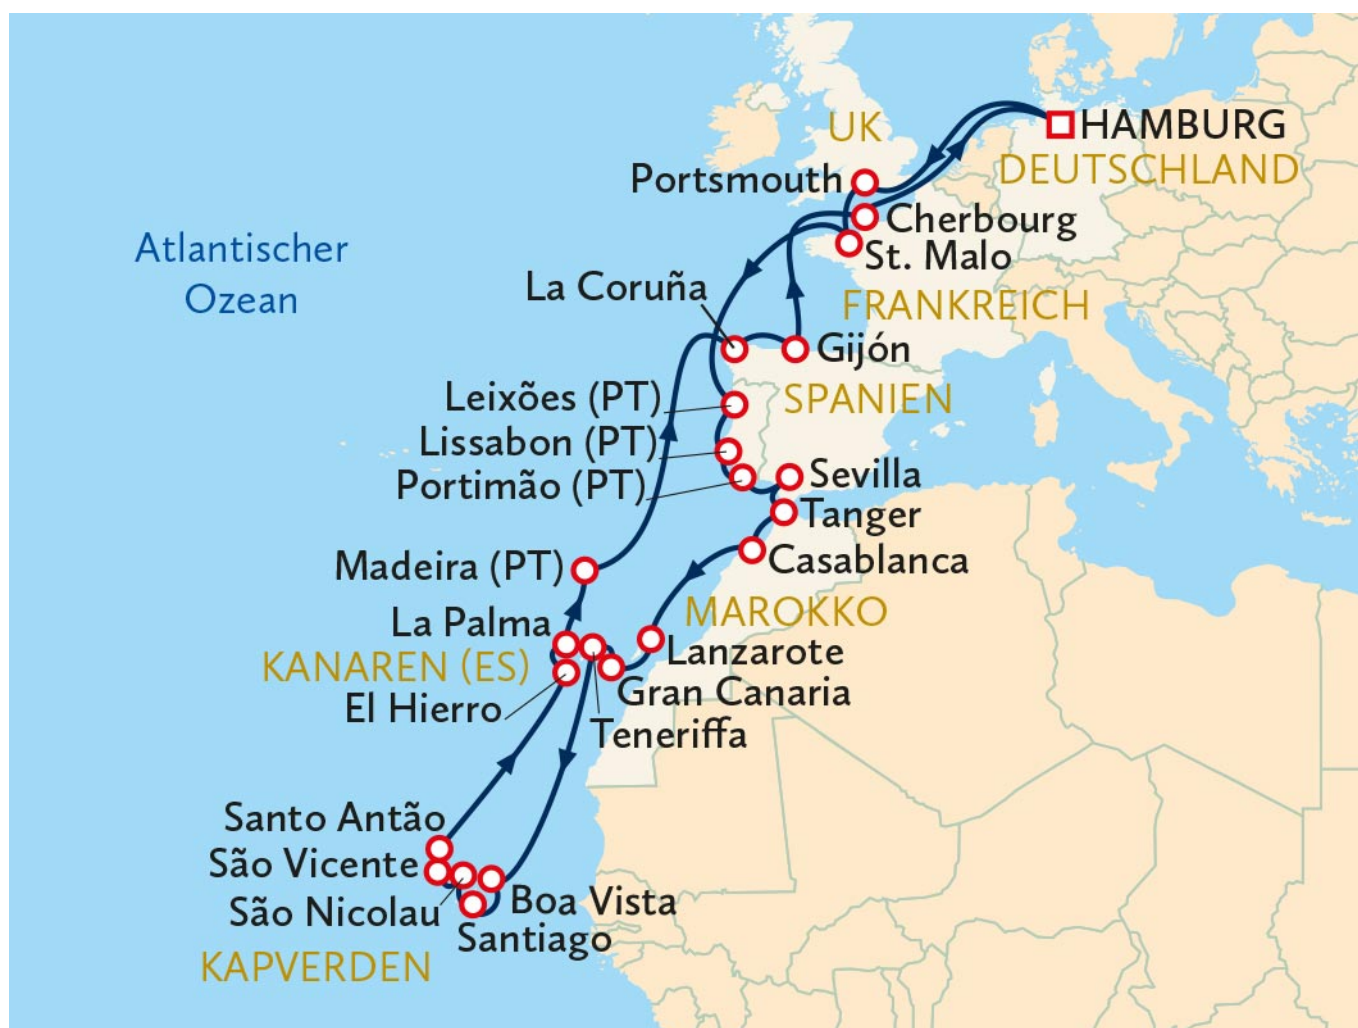 UK
HAMBURG
DEUTSCHLAND
Portsmouth
Cherbourg
St. Malo
Atlantischer
Ozean
La Coruña
FRANKREICH
Gijón
Leixões (PT)
SPANIEN
Lissabon (PT)
Portimão (PT)
Sevilla
Tanger
Casablanca
Madeira (PT)
MAROKKO
La Palma
Lanzarote
KANAREN (ES)
Gran Canaria
El Hierro
Teneriffa
Santo Antão
São Vicente
São Nicolau
Boa Vista
Santiago
KAPVERDEN